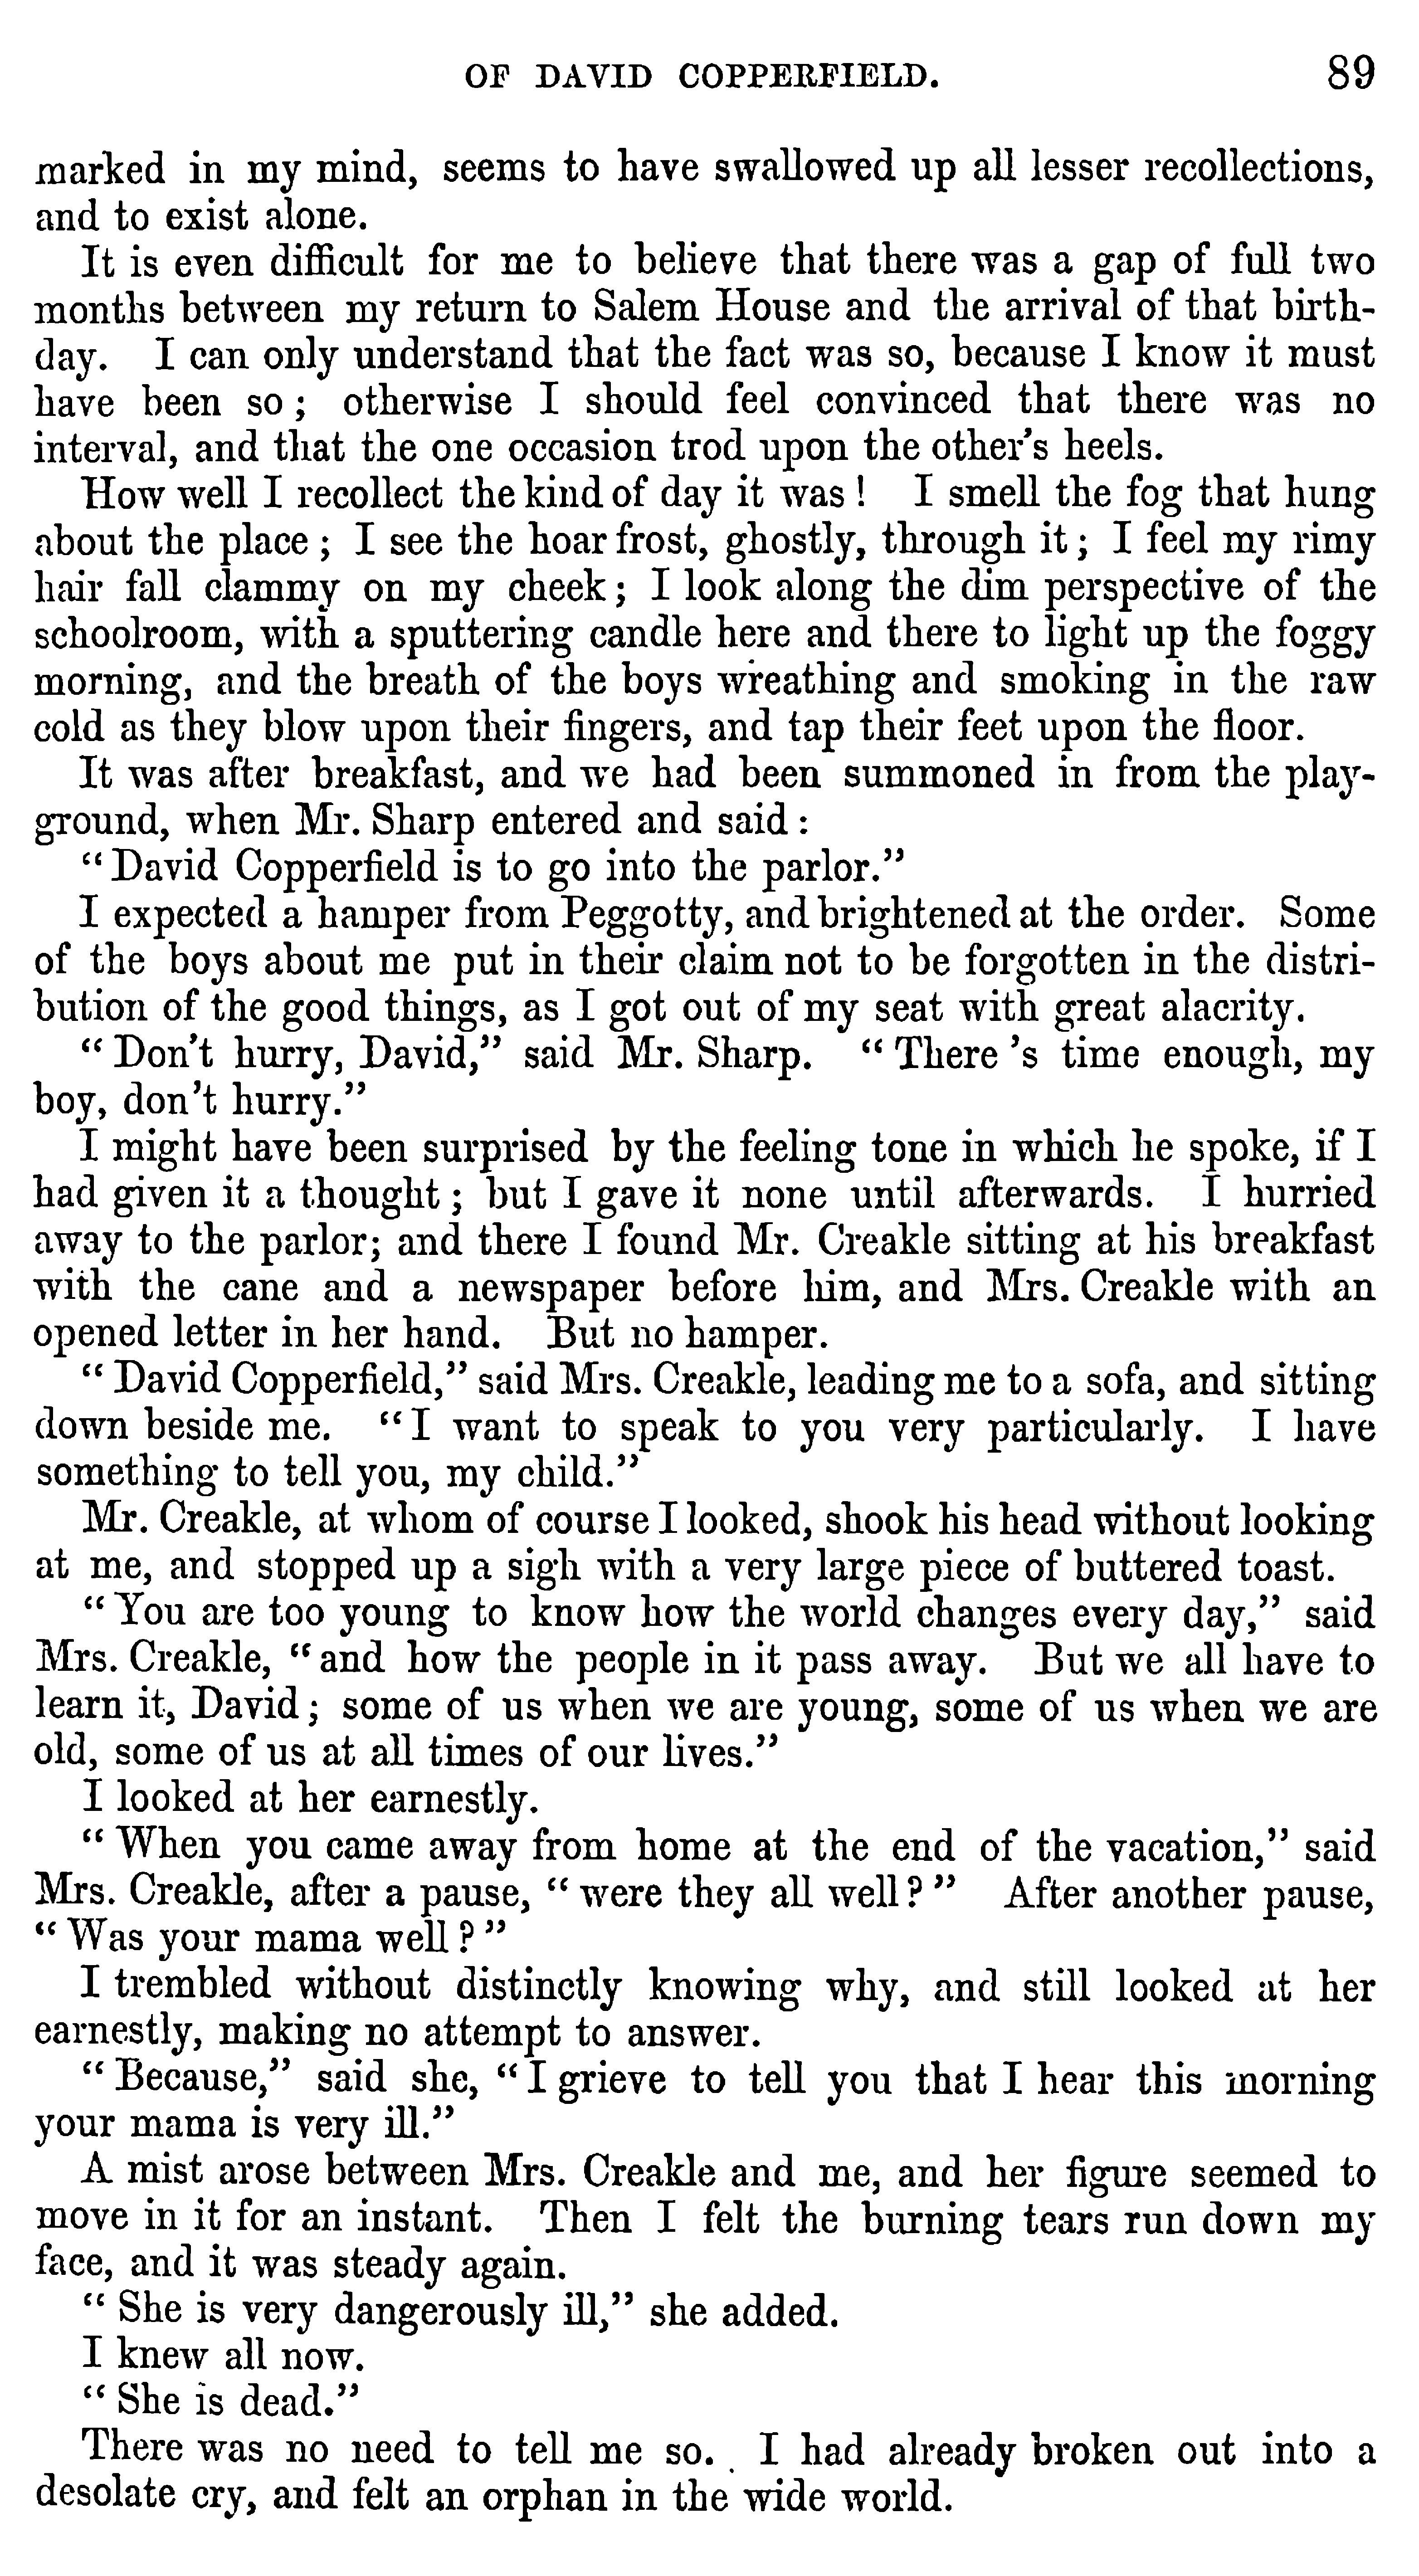 OF DAVID COPPERFIELD. 89
marked in my mind, seems to have swallowed up all lesser recollections,
and to exist alone.
It is even difficult for me to believe that there was a gap of full two
months between my return to Salem House and the arrival of that birth-
day. I can only understand that the fact was so, because I know it must
have been so ; otherwise I should feel convinced that there was no
interval, and that the one occasion trod upon the other's heels.
How well I recollect the kind of day it was ! I smell the fog that hung
about the place ; I see the hoar frost, ghostly, through it ; I feel my rimy
hair fall clammy on my cheek ; I look along the dim perspective of the
schoolroom, with a sputtering candle here and there to light up the foggy
morning, and the breath of the boys wreathing and smoking in the raw
cold as they blow upon their fingers, and tap their feet upon the floor.
It was after breakfast, and we had been summoned in from the play-
ground, when Mr. Sharp entered and said :
“ David Copperfield is to go into the parlor.”
I expected a hamper from Peggotty, and brightened at the order. Some
of the boys about me put in their claim not to be forgotten in the distri-
bution of the good things, as I got out of my seat with great alacrity.
“ Don't hurry, David,” said Mr. Sharp. “ There 's time enough, my
boy, don't hurry.”
I might have been surprised by the feeling tone in which he spoke, if I
had given it a thought ; but I gave it none until afterwards. I hurried
away to the parlor; and there I found Mr. Creakle sitting at his breakfast
with the cane and a newspaper before him, and Mrs. Creakle with an
opened letter in her hand. But no hamper.
“ David Copperfield,” said Mrs. Creakle, leading me to a sofa, and sitting
down beside me. “ I want to speak to you very particularly. I have
something to tell you, my child.”
Mr. Creakle, at whom of course I looked, shook his head without looking
at me, and stopped up a sigh with a very large piece of buttered toast.
“ You are too young to know how the world changes every day,” said
Mrs. Creakle, “ and how the people in it pass away. But we all have to
learn it, David ; some of us when we are young, some of us when we are
old, some of us at all times of our lives.”
I looked at her earnestly.
“ When you came away from home at the end of the vacation,” said
Mrs. Creakle, after a pause, “ were they all well ? ” After another pause,
“ Was your mama well ? ”
I trembled without distinctly knowing why, and still looked at her
earnestly, making no attempt to answer.
“ Because,” said she, “ I grieve to tell you that I hear this morning
your mama is very ill.”
A mist arose between Mrs. Creakle and me, and her figure seemed to
move in it for an instant. Then I felt the burning tears run down my
face, and it was steady again.
“ She is very dangerously ill,” she added.
I knew all now.
“ She is dead.”
There was no need to tell me so. I had already broken out into a
desolate cry, and felt an orphan in the wide world.